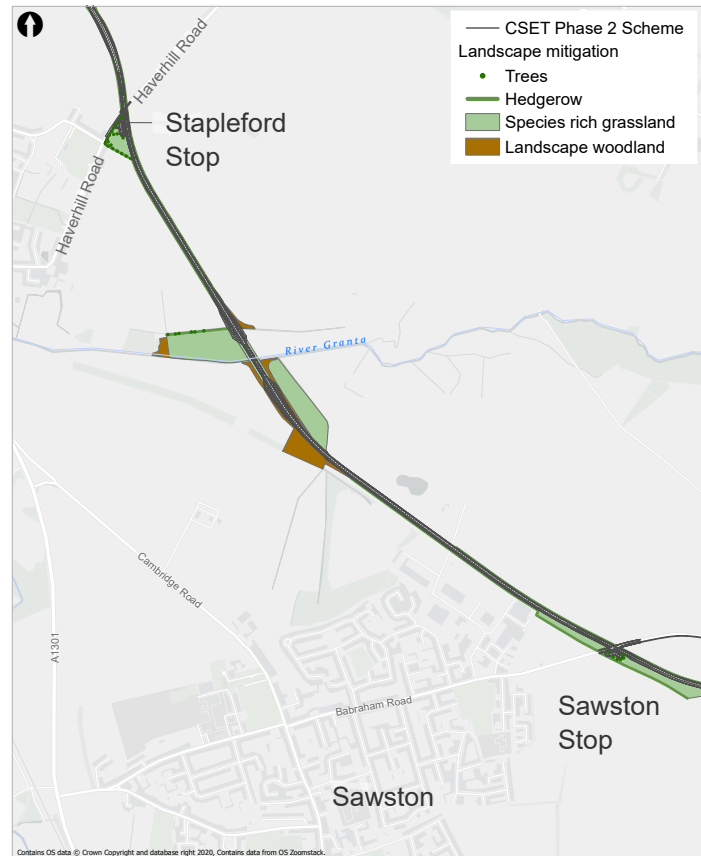 CSET Phase 2 Scheme
Landscape mitigation
Trees
Hedgerow
Species rich grassland
Landscape woodland
Haverhill Road
Stapleford
Stop
Haverhill Road
River Granta
Cambridge Road
A1301
Babraham Road
Sawston
Stop
Sawston
Contains OS data © Crown Copyright and database right 2020, Contains data from OS Zoomstack.